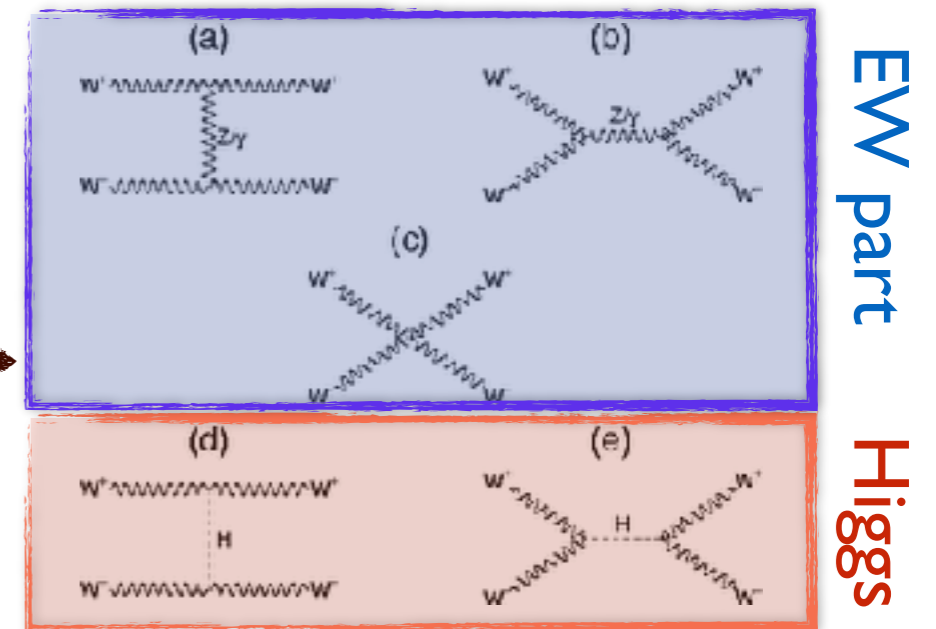 (a)
(b)
W⁺ W⁺
W⁻ W⁻
Z/γ
W⁺ W⁺
W⁻ W⁻
Z/γ
(c)
W⁺ W⁺
W⁻ W⁻
EW part
(d)
(e)
W⁺ W⁺
W⁻ W⁻
H
W⁺ W⁺
W⁻ W⁻
H
Higgs